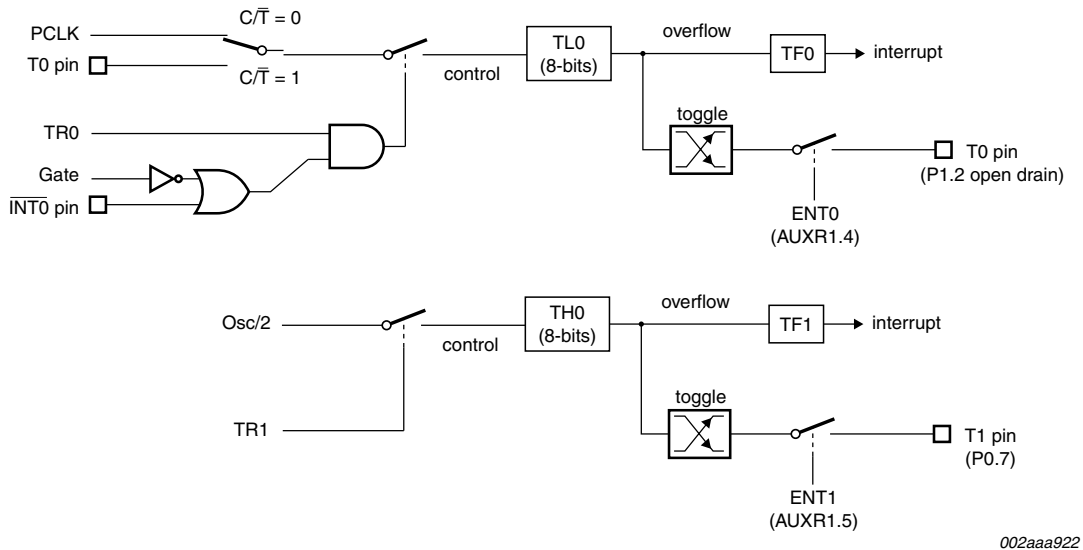 C/T̅ = 0
PCLK
T0 pin
C/T̅ = 1
control
TL0
(8-bits)
overflow
TF0
interrupt
toggle
TR0
Gate
I̅N̅T̅0̅ pin
T0 pin
(P1.2 open drain)
ENT0
(AUXR1.4)
Osc/2
control
TH0
(8-bits)
overflow
TF1
interrupt
toggle
TR1
T1 pin
(P0.7)
ENT1
(AUXR1.5)
002aaa922